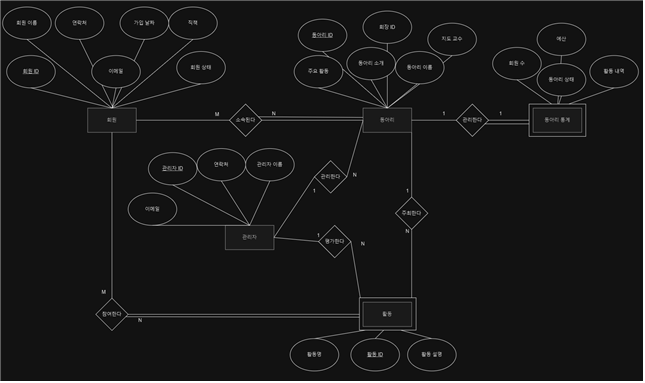 회원 이름
연락처
가입 날짜
직책
회원 ID
이메일
회원 상태
동아리 ID
회장 ID
지도 교수
주요 활동
동아리 소개
동아리 이름
예산
회원 수
동아리 상태
활동 내역
회원
M
소속한다
N
동아리
1
관리한다
1
동아리 통계
관리자 ID
연락처
관리자 이름
이메일
관리한다
1
N
관리자
1
평가한다
N
1
주최한다
N
M
참여한다
N
활동
활동명
활동 ID
활동 설명